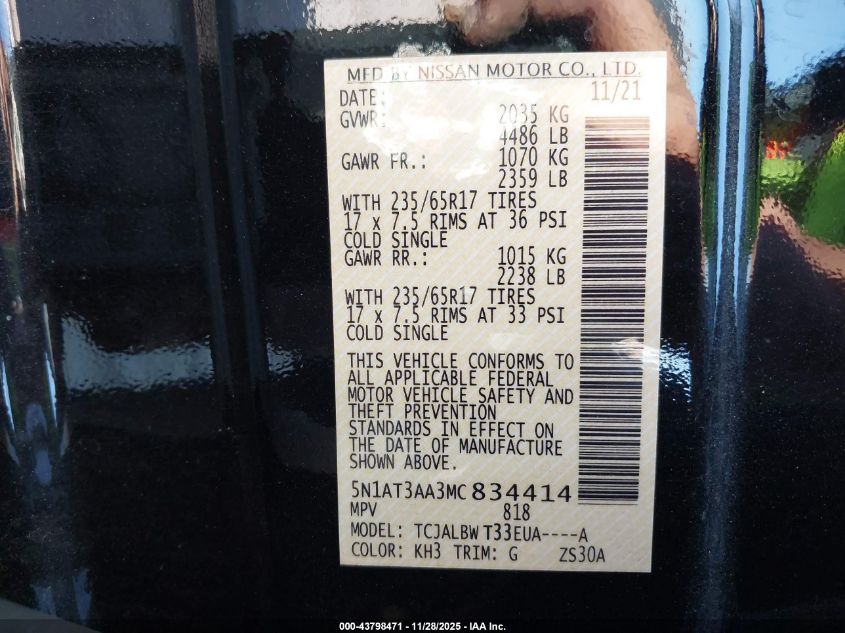 MFD BY NISSAN MOTOR CO., LTD.
DATE: 11/21
GVWR: 2035 KG
4486 LB
GAWR FR.: 1070 KG
2359 LB
WITH 235/65R17 TIRES
17 x 7.5 RIMS AT 36 PSI
COLD SINGLE
GAWR RR.: 1015 KG
2238 LB
WITH 235/65R17 TIRES
17 x 7.5 RIMS AT 33 PSI
COLD SINGLE
THIS VEHICLE CONFORMS TO
ALL APPLICABLE FEDERAL
MOTOR VEHICLE SAFETY AND
THEFT PREVENTION
STANDARDS IN EFFECT ON
THE DATE OF MANUFACTURE
SHOWN ABOVE.
5N1AT3AA3MC834414
MPV 818
MODEL: TCJALBW T33EUA----A
COLOR: KH3 TRIM: G ZS30A
000-43798471 - 11/28/2025 - IAA Inc.